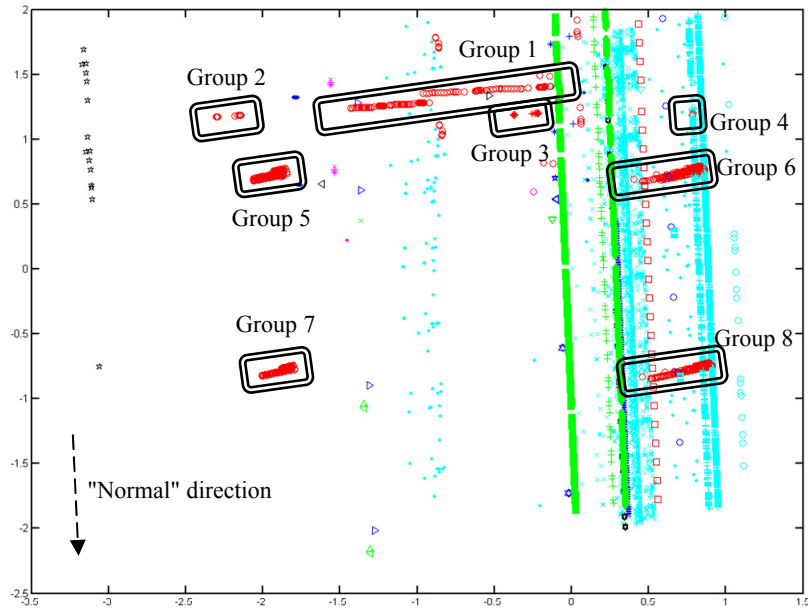 2
1.5
1
0.5
0
-0.5
-1
-1.5
-2
-2.5
Group 1
Group 2
Group 3
Group 4
Group 5
Group 6
Group 7
Group 8
"Normal" direction
-3.5 -3 -2.5 -2 -1.5 -1 -0.5 0 0.5 1 1.5